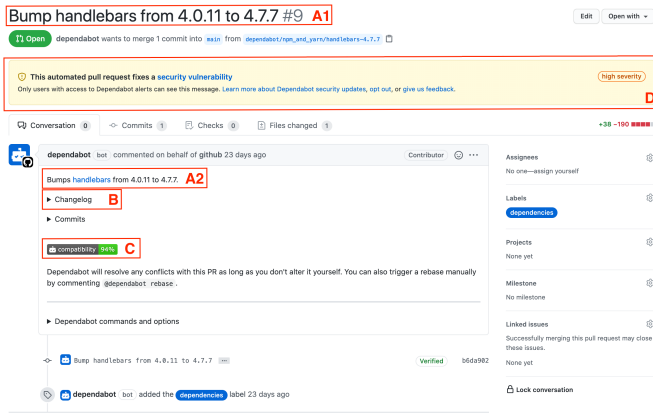 Bump handlebars from 4.0.11 to 4.7.7 #9 A1
Edit Open with
Open dependabot wants to merge 1 commit into main from dependabot/npm_and_yarn/handlebars-4.7.7
This automated pull request fixes a security vulnerability high severity
Only users with access to Dependabot alerts can see this message. Learn more about Dependabot security updates, opt out, or give us feedback.
D
Conversation 0 Commits 1 Checks 0 Files changed 1 +38 −190
dependabot bot commented on behalf of github 23 days ago Contributor
Bumps handlebars from 4.0.11 to 4.7.7. A2
Changelog B
Commits
compatibility 94% C
Dependabot will resolve any conflicts with this PR as long as you don't alter it yourself. You can also trigger a rebase manually
by commenting @dependabot rebase.
Dependabot commands and options
Bump handlebars from 4.0.11 to 4.7.7 Verified b6da902
dependabot bot added the dependencies label 23 days ago
Assignees
No one—assign yourself
Labels
dependencies
Projects
None yet
Milestone
No milestone
Linked issues
Successfully merging this pull request may close
these issues.
None yet
Lock conversation